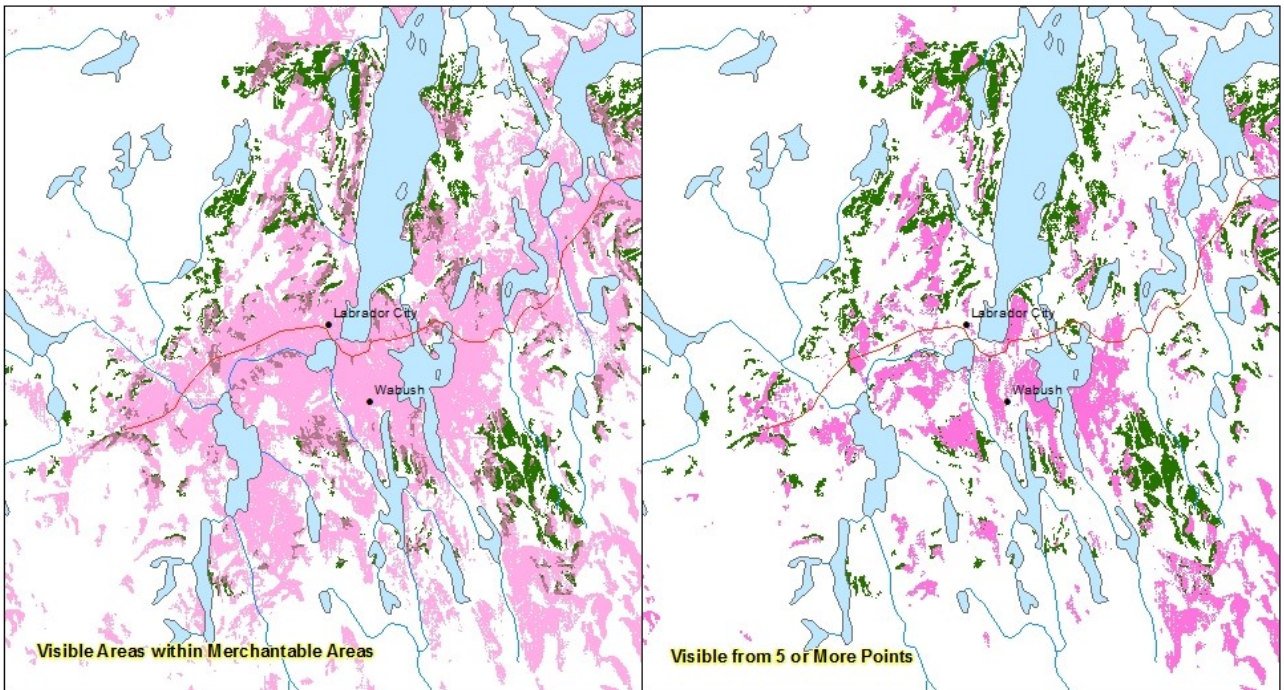 Labrador City
Wabush
Visible Areas within Merchantable Areas
Labrador City
Wabush
Visible from 5 or More Points